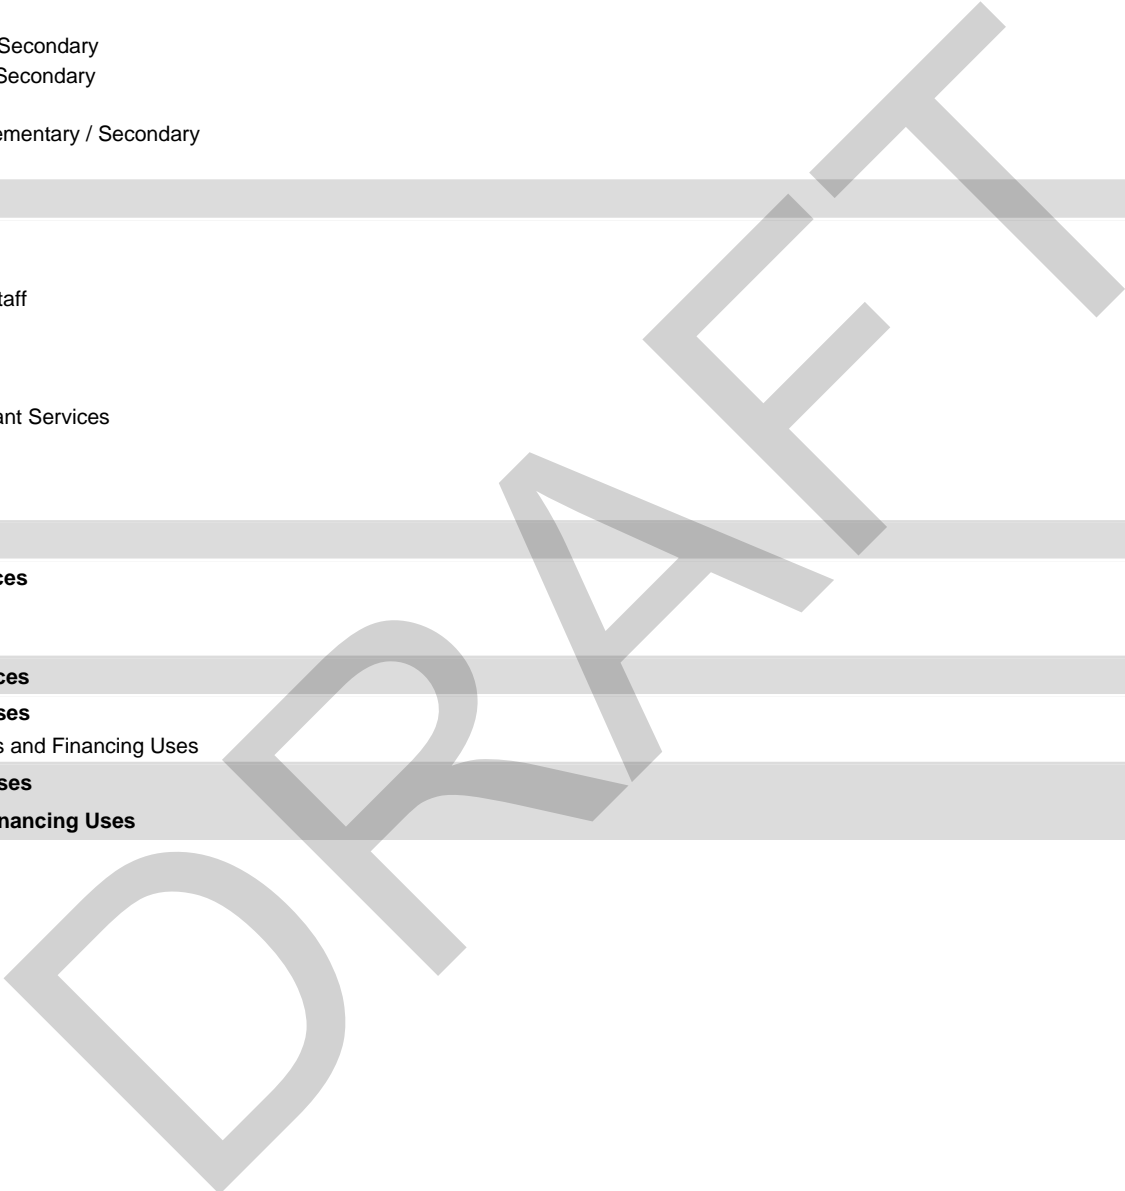 Secondary
Secondary
ementary / Secondary
taff
ant Services
ces
ces
ses
s and Financing Uses
ses
nancing Uses
DRAFT